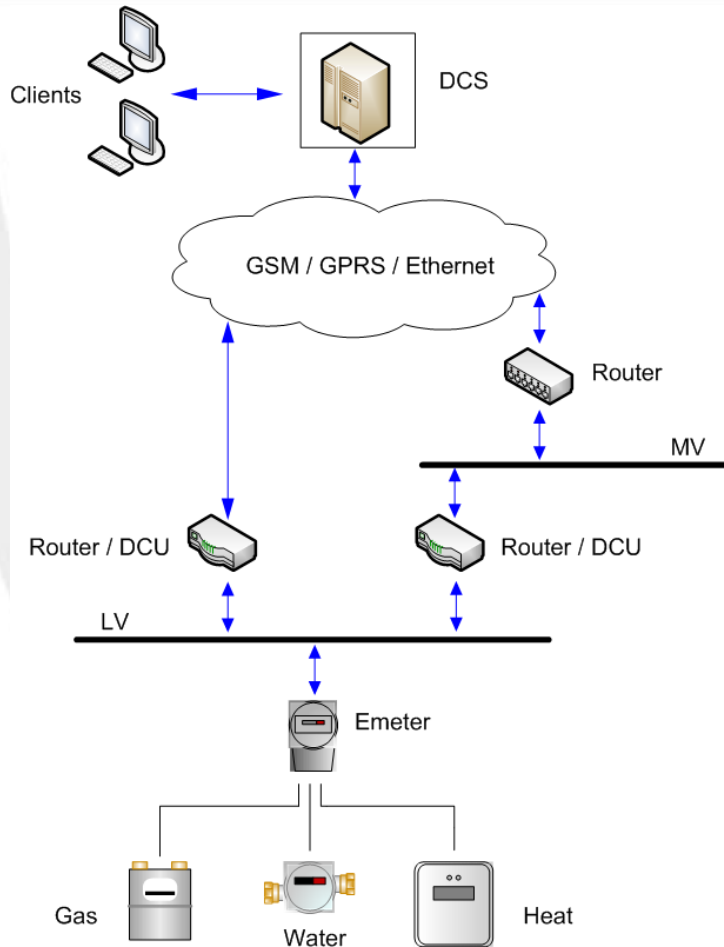 DCS
Clients
GSM / GPRS / Ethernet
Router
MV
Router / DCU
Router / DCU
LV
Emeter
Gas
Water
Heat